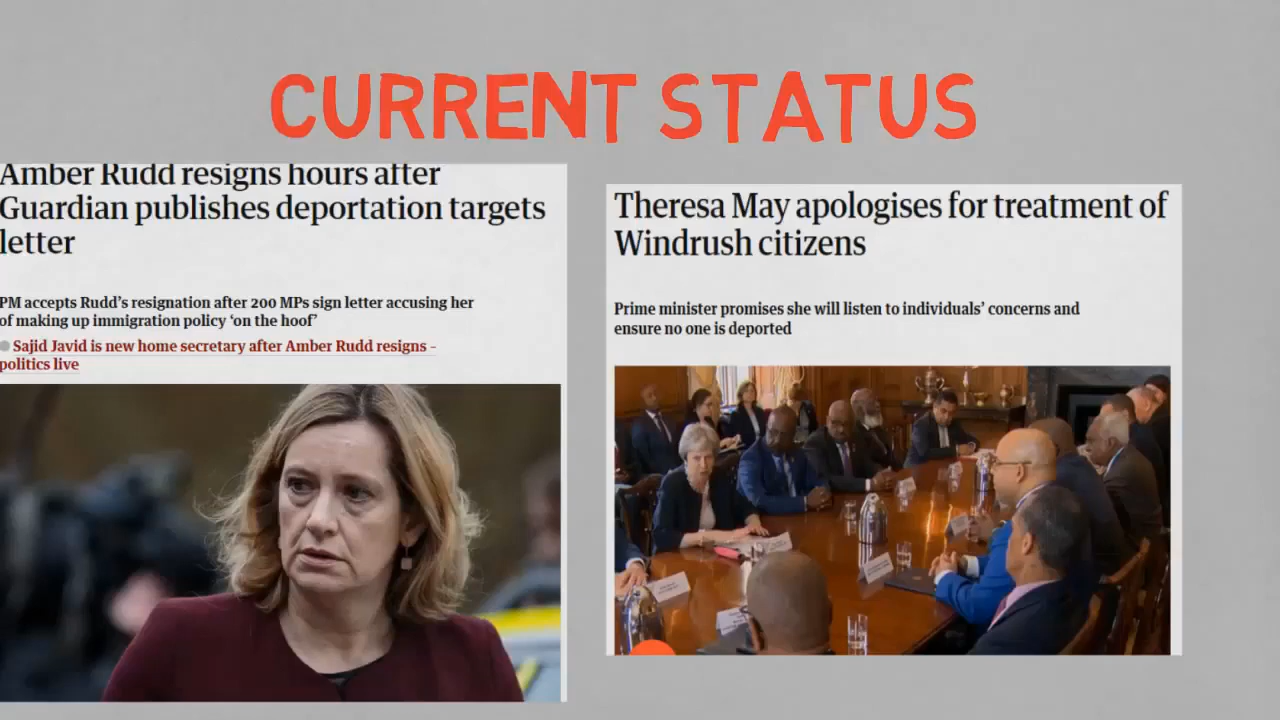 CURRENT STATUS
Amber Rudd resigns hours after
Guardian publishes deportation targets
letter
PM accepts Rudd's resignation after 200 MPs sign letter accusing her
of making up immigration policy 'on the hoof'
Sajid Javid is new home secretary after Amber Rudd resigns –
politics live
Theresa May apologises for treatment of
Windrush citizens
Prime minister promises she will listen to individuals' concerns and
ensure no one is deported